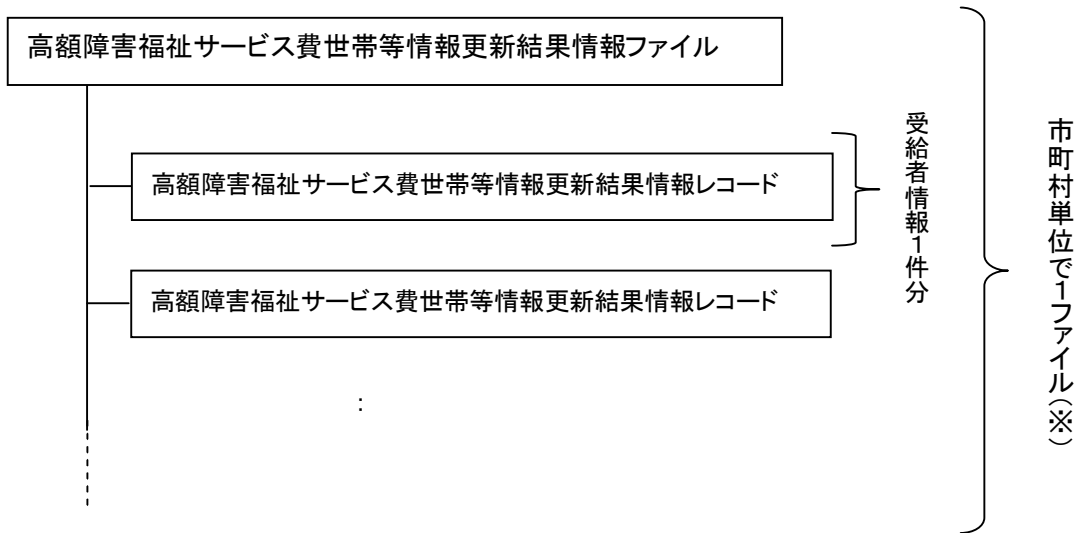 高額障害福祉サービス費世帯等情報更新結果情報ファイル
高額障害福祉サービス費世帯等情報更新結果情報レコード
高額障害福祉サービス費世帯等情報更新結果情報レコード
:
受給者情報1件分
市町村単位で1ファイル(※)